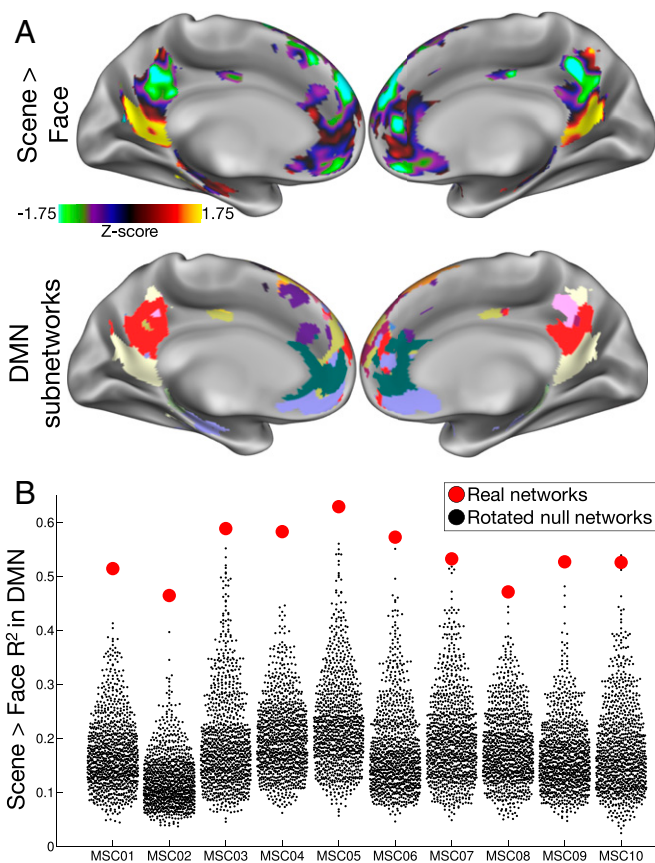 A
Scene >
Face
-1.75 1.75
Z-score
DMN
subnetworks
B
Real networks
Rotated null networks
Scene > Face R² in DMN
0.6
0.5
0.4
0.3
0.2
0.1
0
MSC01 MSC02 MSC03 MSC04 MSC05 MSC06 MSC07 MSC08 MSC09 MSC10